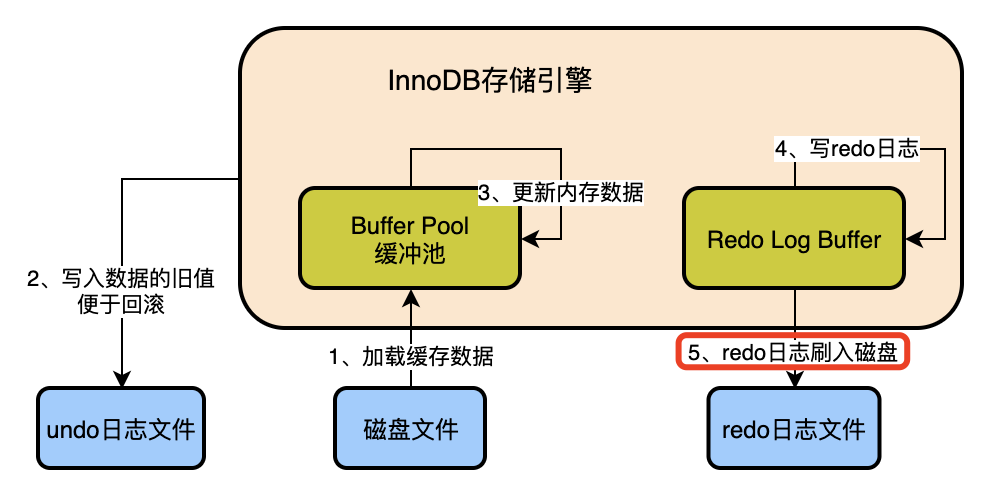 InnoDB存储引擎
4、写redo日志
3、更新内存数据
Buffer Pool
缓冲池
Redo Log Buffer
2、写入数据的旧值
便于回滚
1、加载缓存数据
5、redo日志刷入磁盘
undo日志文件
磁盘文件
redo日志文件